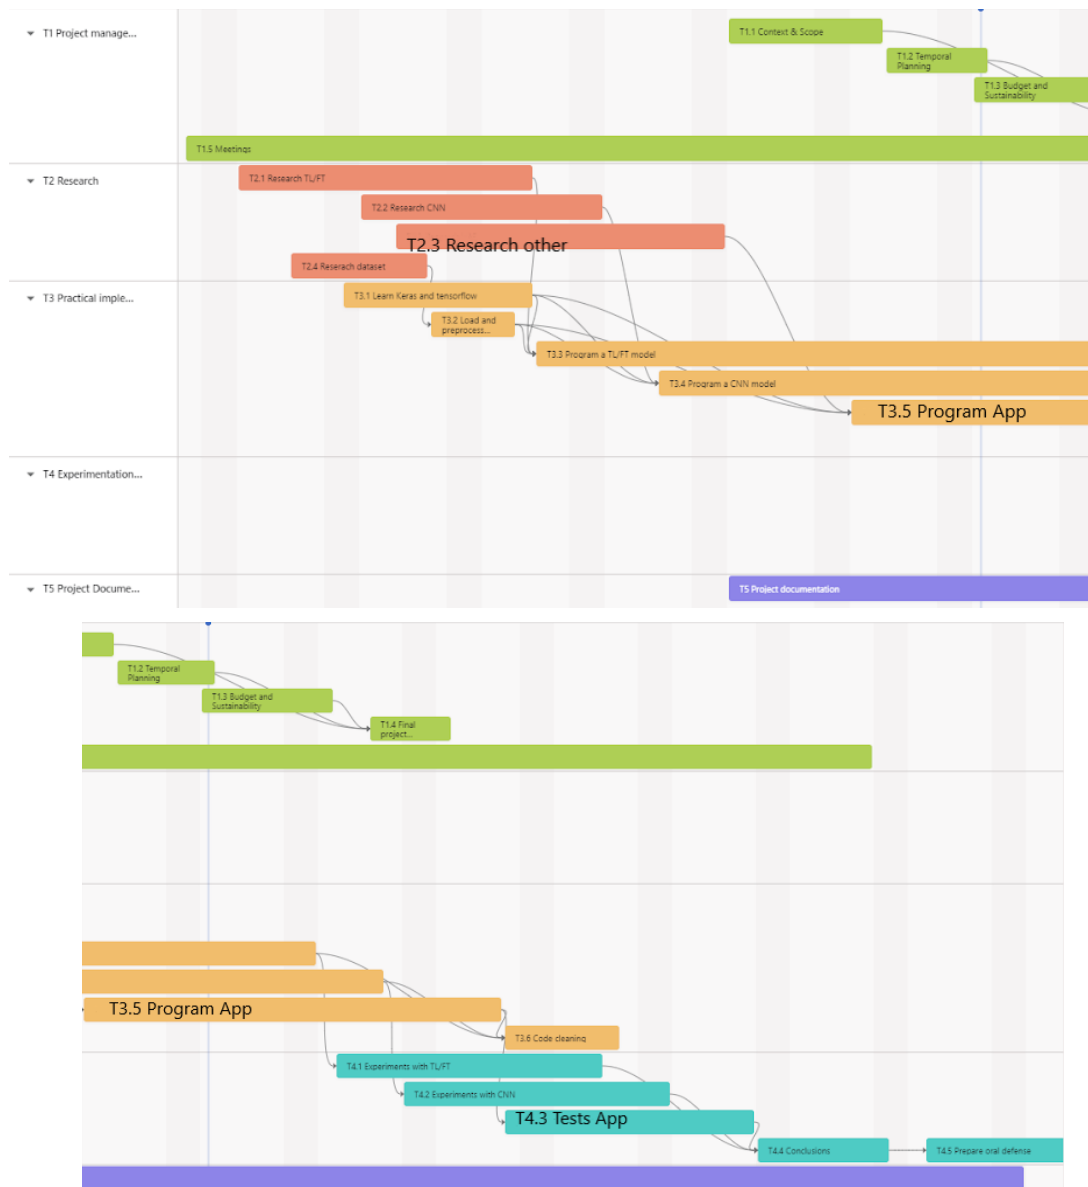 T1 Project manage...
T1.1 Context & Scope
T1.2 Temporal
Planning
T1.3 Budget and
Sustainability
T1.5 Meetings
T2 Research
T2.1 Research TL/FT
T2.2 Research CNN
T2.3 Research other
T2.4 Reserach dataset
T3 Practical imple...
T3.1 Learn Keras and tensorflow
T3.2 Load and
preprocess...
T3.3 Program a TL/FT model
T3.4 Program a CNN model
T3.5 Program App
T4 Experimentation...
T5 Project Docume...
T5 Project documentation
T1.2 Temporal
Planning
T1.3 Budget and
Sustainability
T1.4 Final
project...
T3.5 Program App
T3.6 Code cleaning
T4.1 Experiments with TL/FT
T4.2 Experiments with CNN
T4.3 Tests App
T4.4 Conclusions
T4.5 Prepare oral defense